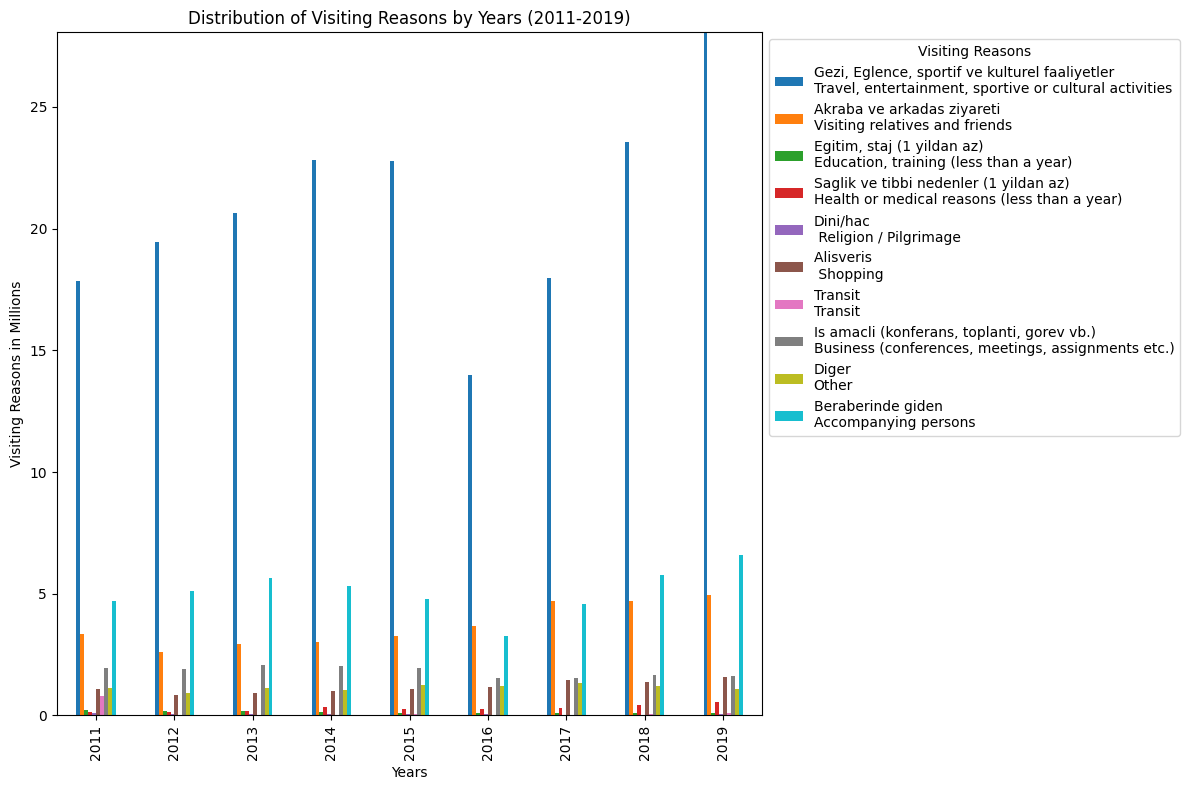 Distribution of Visiting Reasons by Years (2011-2019)
Visiting Reasons in Millions
25
20
15
10
5
0
2011
2012
2013
2014
2015
2016
2017
2018
2019
Years
Visiting Reasons
Gezi, Eglence, sportif ve kulturel faaliyetler
Travel, entertainment, sportive or cultural activities
Akraba ve arkadas ziyareti
Visiting relatives and friends
Egitim, staj (1 yildan az)
Education, training (less than a year)
Saglik ve tibbi nedenler (1 yildan az)
Health or medical reasons (less than a year)
Dini/hac
Religion / Pilgrimage
Alisveris
Shopping
Transit
Transit
Is amacli (konferans, toplanti, gorev vb.)
Business (conferences, meetings, assignments etc.)
Diger
Other
Beraberinde giden
Accompanying persons